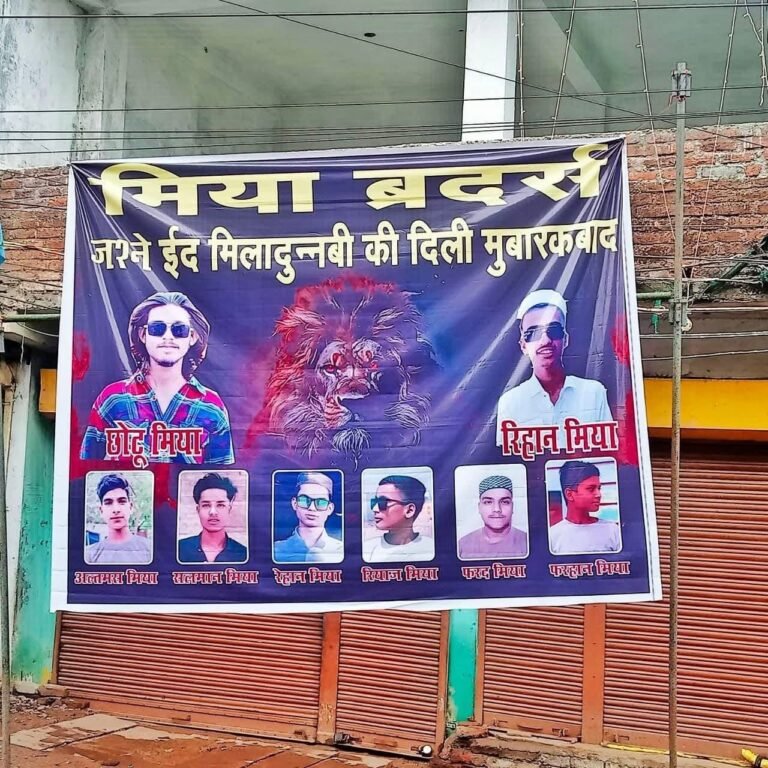 मिया ब्रदर्स
जश्ने ईद मिलादुन्नबी की दिली मुबारकबाद
छोटू मिया
रिहान मिया
अल्तमस मिया
सलमान मिया
रेहान मिया
रियाज मिया
फरद मिया
फरहान मिया